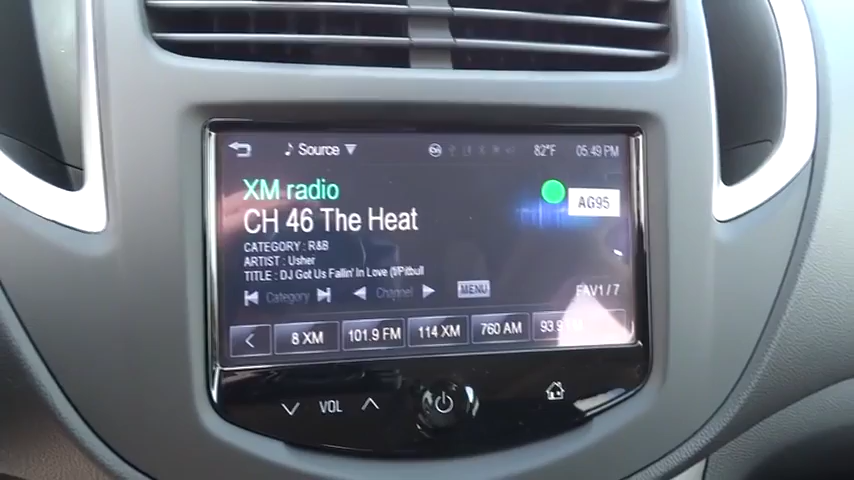 Source
82°F
05:49 PM
XM radio
AG95
CH 46 The Heat
CATEGORY : R&B
ARTIST : Usher
TITLE : DJ Got Us Fallin' In Love (f/Pitbull
Category
Channel
MENU
FAV1 / 7
8 XM
101.9 FM
114 XM
760 AM
VOL